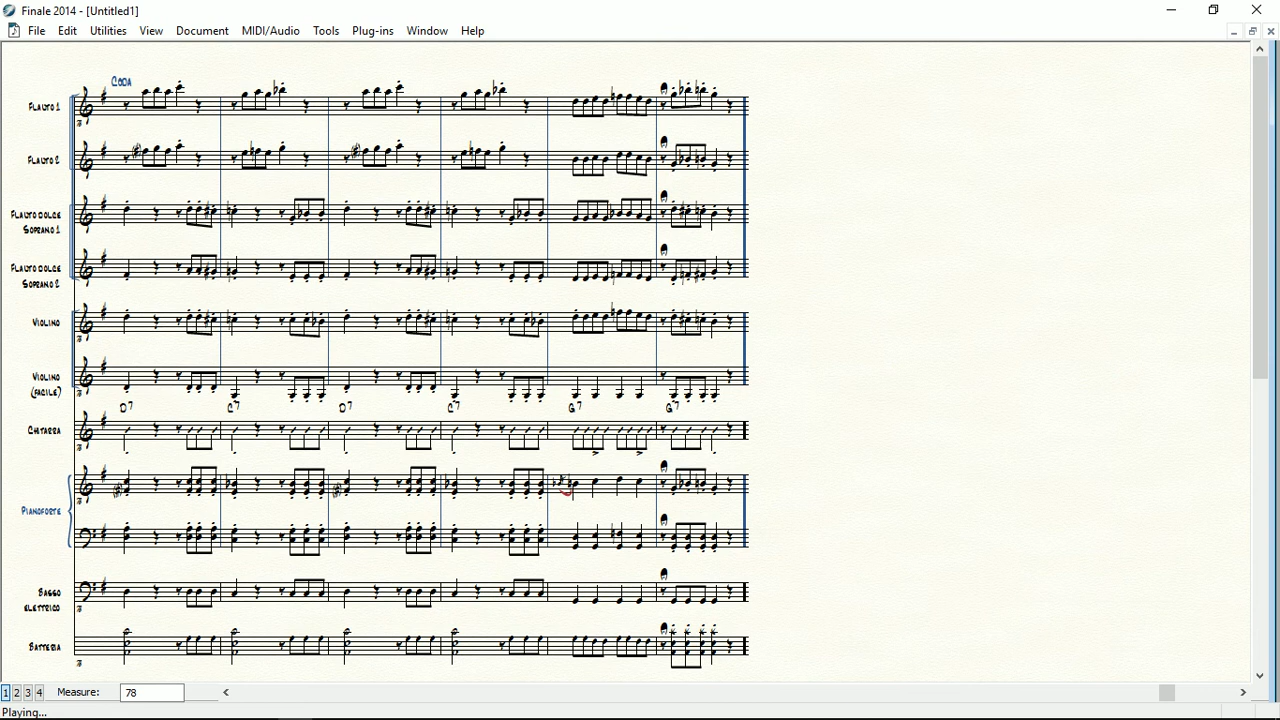 Finale 2014 - [Untitled1]
File Edit Utilities View Document MIDI/Audio Tools Plug-ins Window Help
CODA
FLAUTO 1
FLAUTO 2
FLAUTO DOLCE
SOPRANO 1
FLAUTO DOLCE
SOPRANO 2
VIOLINO
VIOLINO
(FACILE)
D7 C7 D7 C7 G7 G7
CHITARRA
PIANOFORTE
BASSO
ELETTRICO
BATTERIA
1 2 3 4 Measure: 78
Playing...